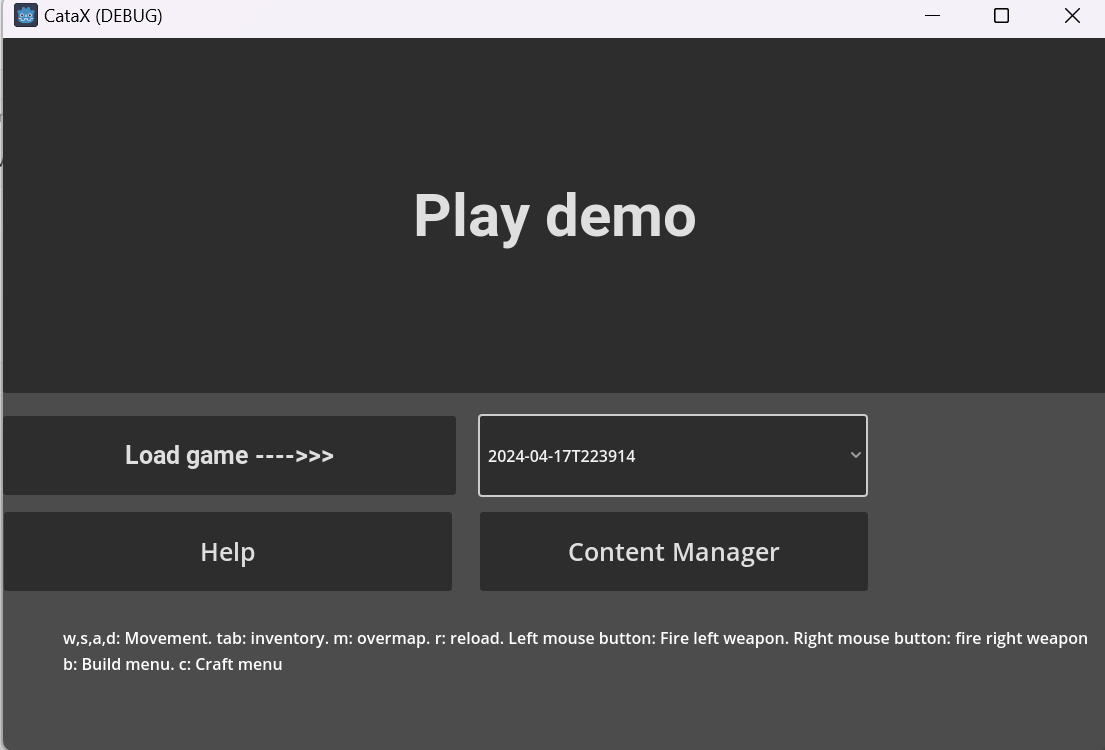 CataX (DEBUG)
Play demo
Load game ---->>>
2024-04-17T223914
Help
Content Manager
w,s,a,d: Movement. tab: inventory. m: overmap. r: reload. Left mouse button: Fire left weapon. Right mouse button: fire right weapon
b: Build menu. c: Craft menu